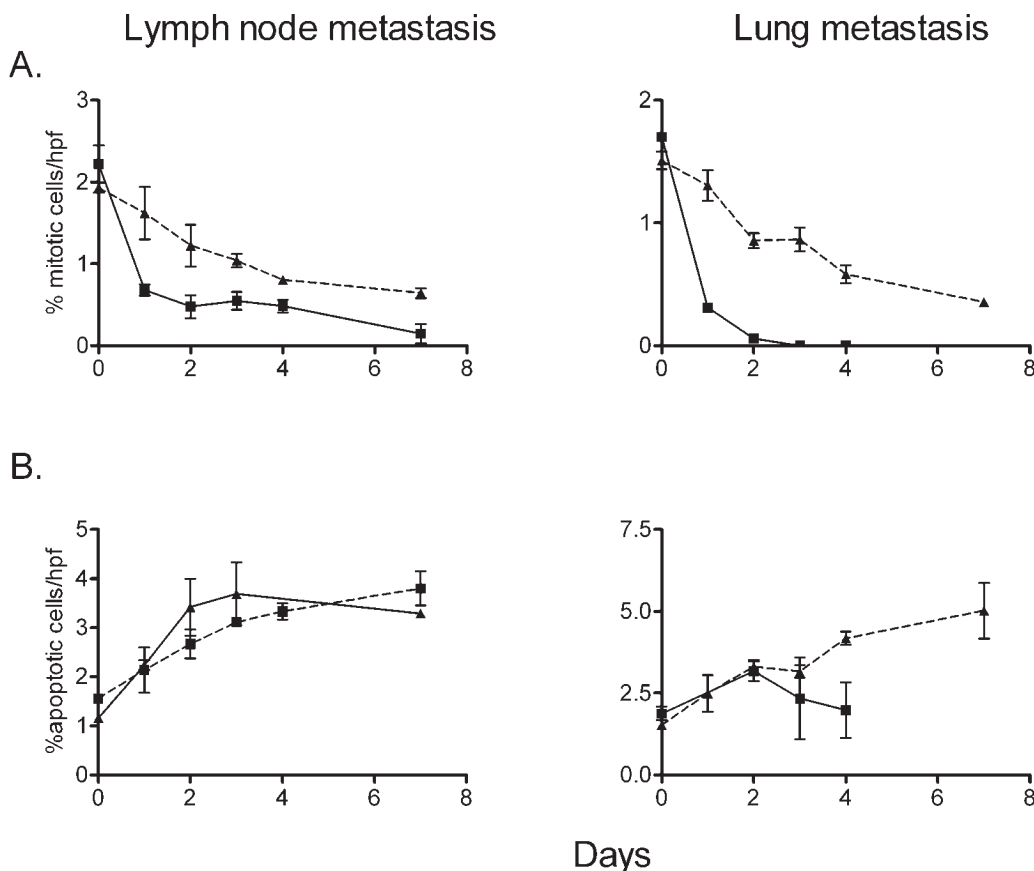 Lymph node metastasis
Lung metastasis
A.
% mitotic cells/hpf
3
2
1
0
0 2 4 6 8
2
1
0
0 2 4 6 8
B.
%apoptotic cells/hpf
5
4
3
2
1
0
0 2 4 6 8
7.5
5.0
2.5
0.0
0 2 4 6 8
Days